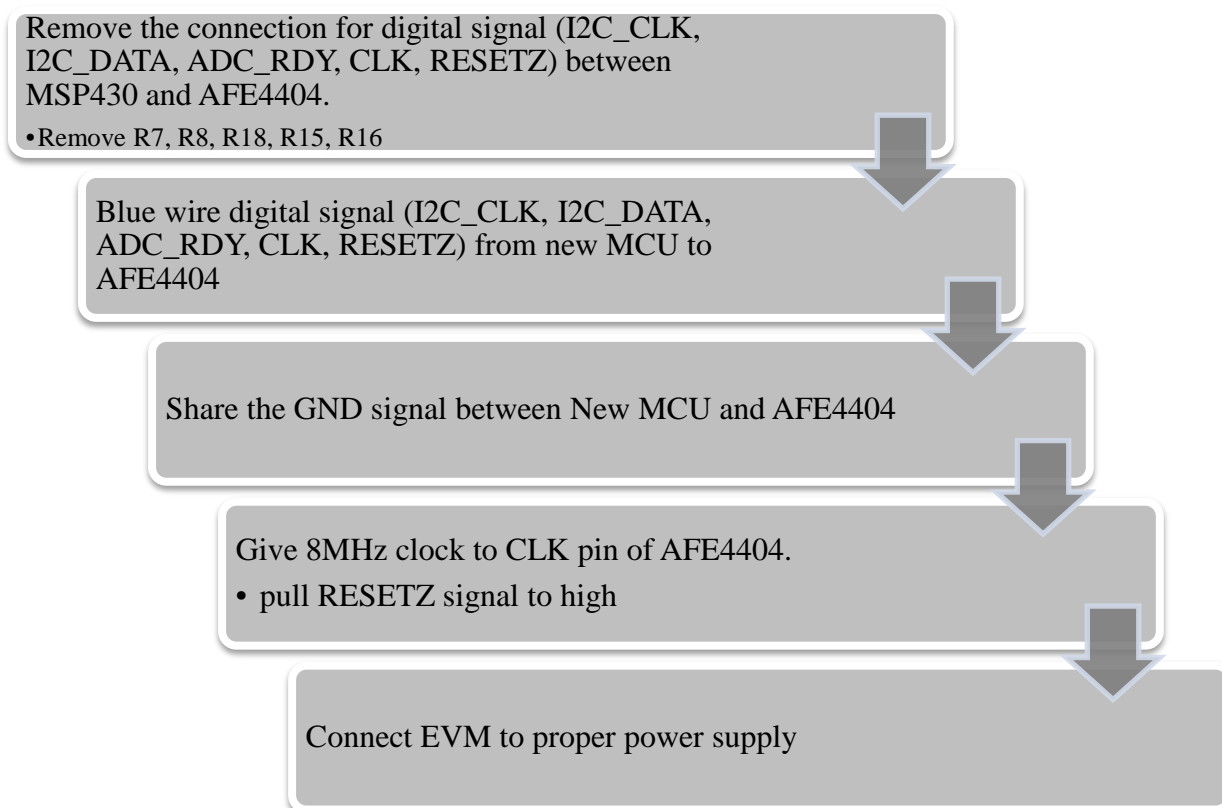 Remove the connection for digital signal (I2C_CLK,
I2C_DATA, ADC_RDY, CLK, RESETZ) between
MSP430 and AFE4404.
•Remove R7, R8, R18, R15, R16
Blue wire digital signal (I2C_CLK, I2C_DATA,
ADC_RDY, CLK, RESETZ) from new MCU to
AFE4404
Share the GND signal between New MCU and AFE4404
Give 8MHz clock to CLK pin of AFE4404.
• pull RESETZ signal to high
Connect EVM to proper power supply